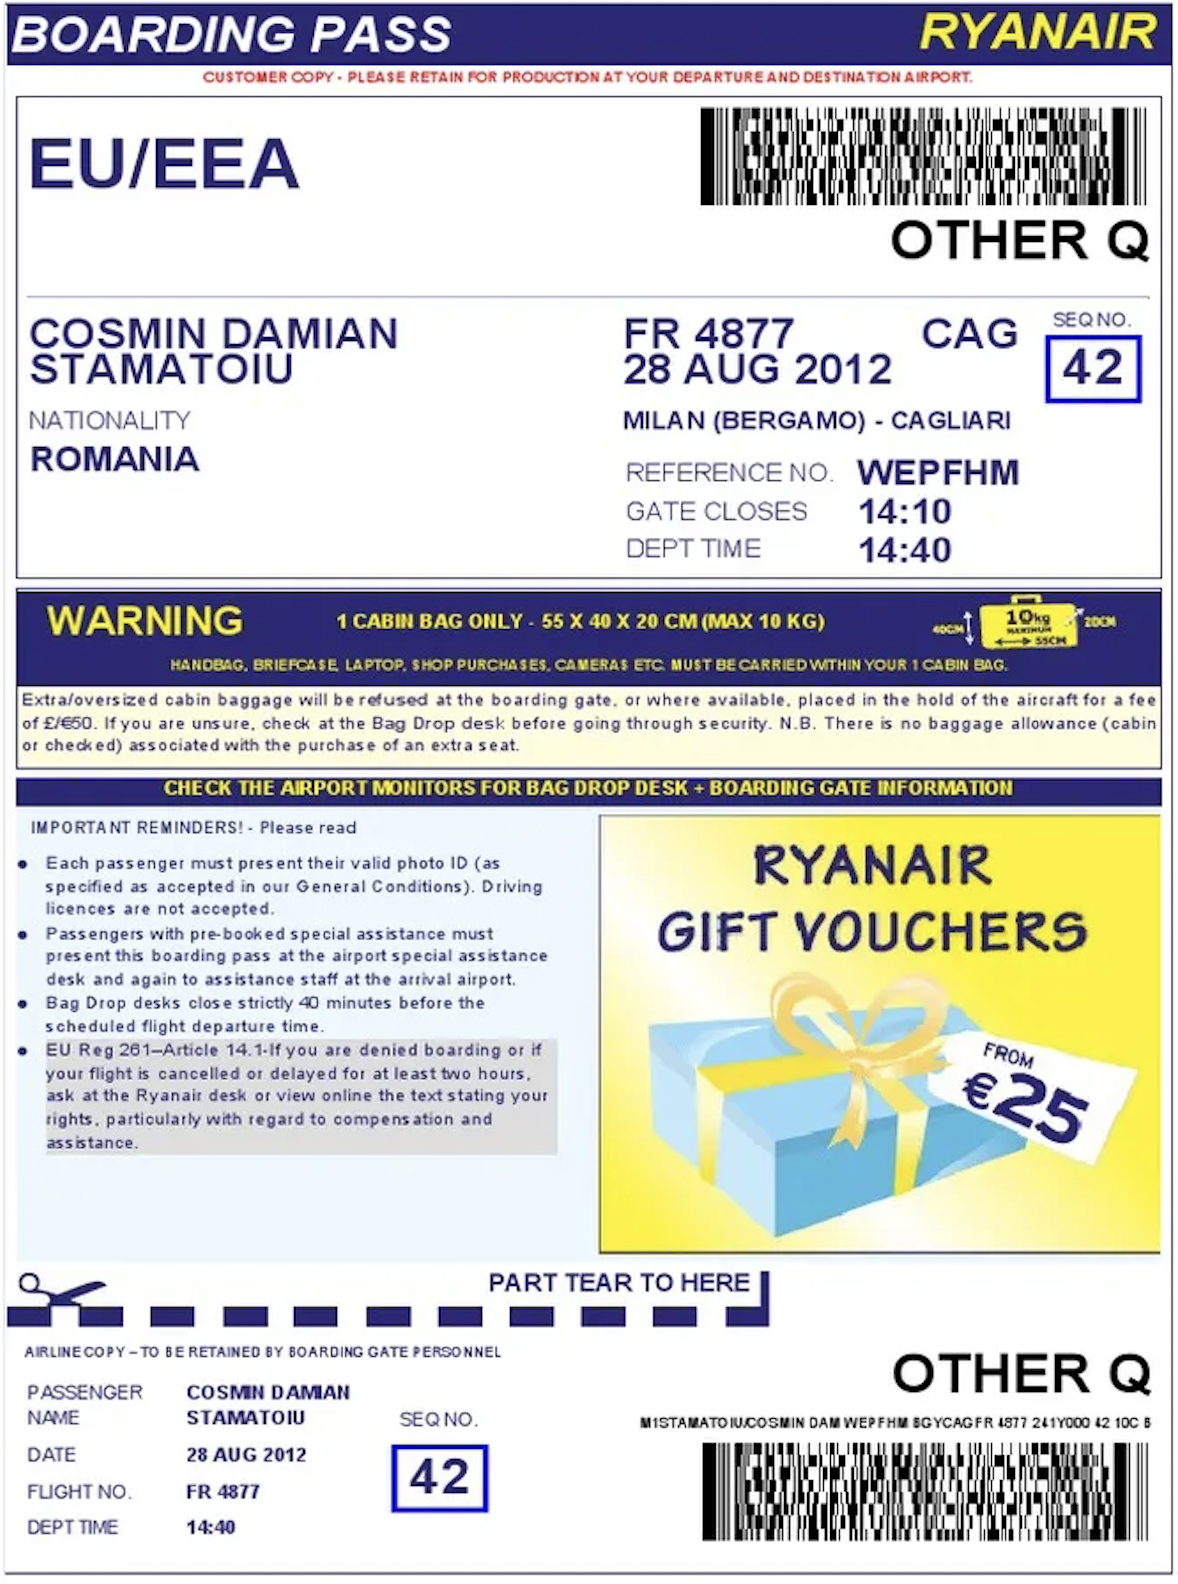 BOARDING PASS
RYANAIR
CUSTOMER COPY - PLEASE RETAIN FOR PRODUCTION AT YOUR DEPARTURE AND DESTINATION AIRPORT.
EU/EEA
OTHER Q
COSMIN DAMIAN
STAMATOIU
NATIONALITY
ROMANIA
FR 4877 CAG
28 AUG 2012
SEQ NO.
42
MILAN (BERGAMO) - CAGLIARI
REFERENCE NO. WEPFHM
GATE CLOSES 14:10
DEPT TIME 14:40
WARNING
1 CABIN BAG ONLY - 55 X 40 X 20 CM (MAX 10 KG)
40CM
10kg
MAXIMUM
55CM
20CM
HANDBAG, BRIEFCASE, LAPTOP, SHOP PURCHASES, CAMERAS ETC. MUST BE CARRIED WITHIN YOUR 1 CABIN BAG.
Extra/oversized cabin baggage will be refused at the boarding gate, or where available, placed in the hold of the aircraft for a fee
of £/€50. If you are unsure, check at the Bag Drop desk before going through security. N.B. There is no baggage allowance (cabin
or checked) associated with the purchase of an extra seat.
CHECK THE AIRPORT MONITORS FOR BAG DROP DESK + BOARDING GATE INFORMATION
IMPORTANT REMINDERS! - Please read
• Each passenger must present their valid photo ID (as
specified as accepted in our General Conditions). Driving
licences are not accepted.
• Passengers with pre-booked special assistance must
present this boarding pass at the airport special assistance
desk and again to assistance staff at the arrival airport.
• Bag Drop desks close strictly 40 minutes before the
scheduled flight departure time.
• EU Reg 261–Article 14.1-If you are denied boarding or if
your flight is cancelled or delayed for at least two hours,
ask at the Ryanair desk or view online the text stating your
rights, particularly with regard to compensation and
assistance.
RYANAIR
GIFT VOUCHERS
FROM
€25
PART TEAR TO HERE
AIRLINE COPY – TO BE RETAINED BY BOARDING GATE PERSONNEL
PASSENGER COSMIN DAMIAN
NAME STAMATOIU
DATE 28 AUG 2012
FLIGHT NO. FR 4877
DEPT TIME 14:40
SEQ NO.
42
OTHER Q
M1STAMATOIU/COSMIN DAM WEPFHM BGYCAGFR 4877 241Y000 42 10C B